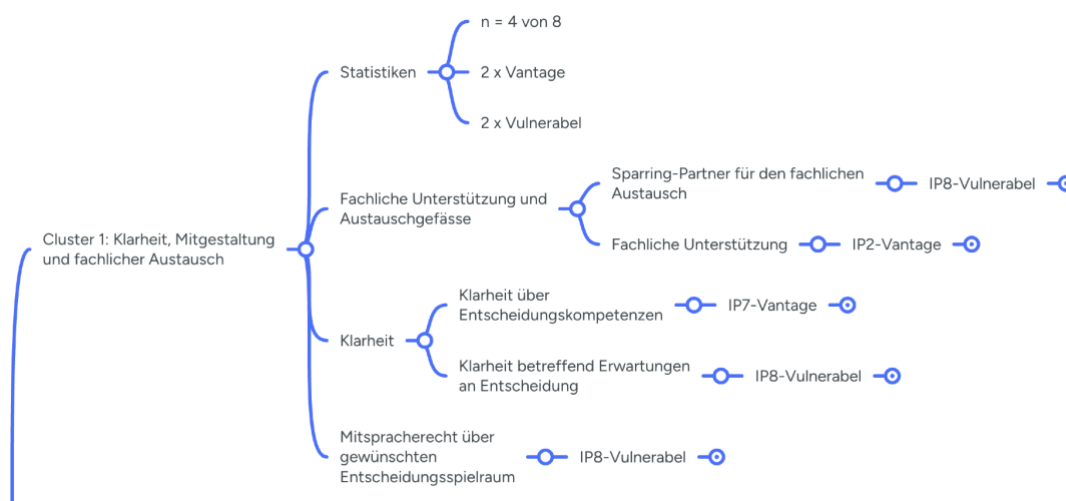 n = 4 von 8
Statistiken
2 x Vantage
2 x Vulnerabel
Sparring-Partner für den fachlichen
Austausch
IP8-Vulnerabel
Fachliche Unterstützung und
Austauschgefässe
Fachliche Unterstützung
IP2-Vantage
Cluster 1: Klarheit, Mitgestaltung
und fachlicher Austausch
Klarheit über
Entscheidungskompetenzen
IP7-Vantage
Klarheit
Klarheit betreffend Erwartungen
an Entscheidung
IP8-Vulnerabel
Mitspracherecht über
gewünschten
Entscheidungsspielraum
IP8-Vulnerabel